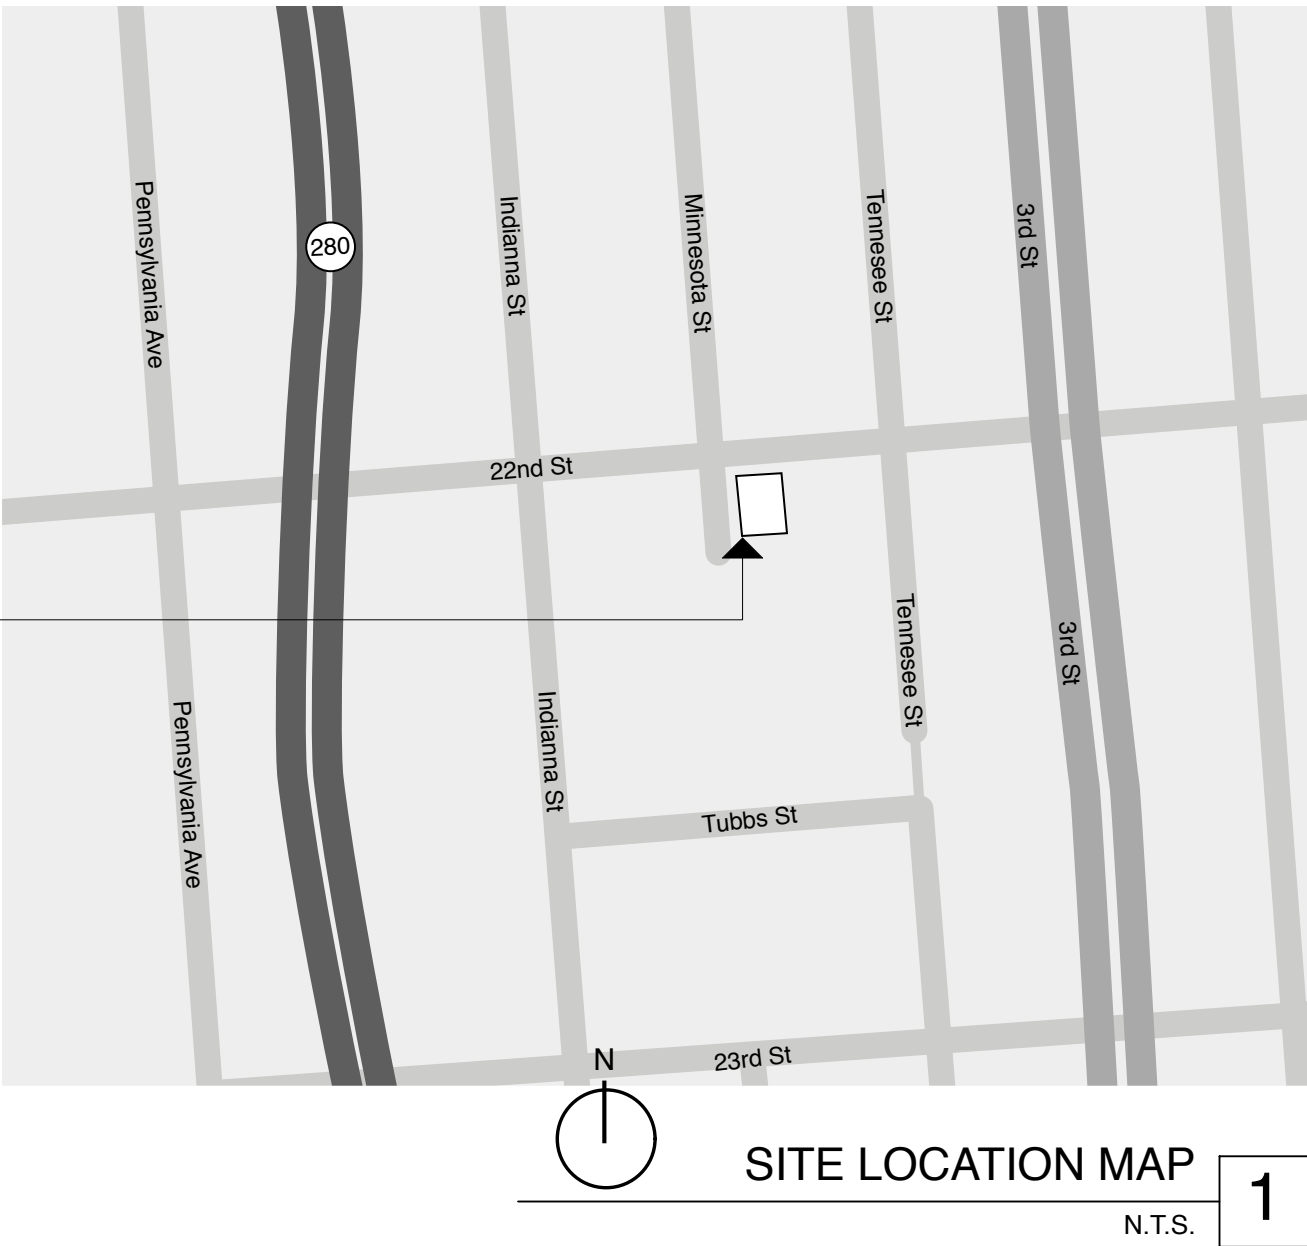 Pennsylvania Ave
280
Indianna St
Minnesota St
Tennesee St
3rd St
22nd St
Pennsylvania Ave
Indianna St
Tennesee St
3rd St
Tubbs St
23rd St
N
SITE LOCATION MAP
1
N.T.S.